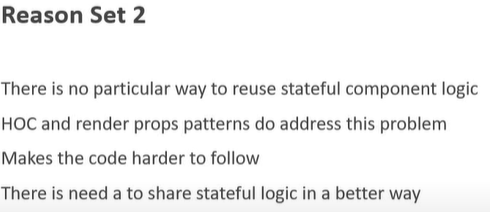 Reason Set 2
There is no particular way to reuse stateful component logic
HOC and render props patterns do address this problem
Makes the code harder to follow
There is need a to share stateful logic in a better way